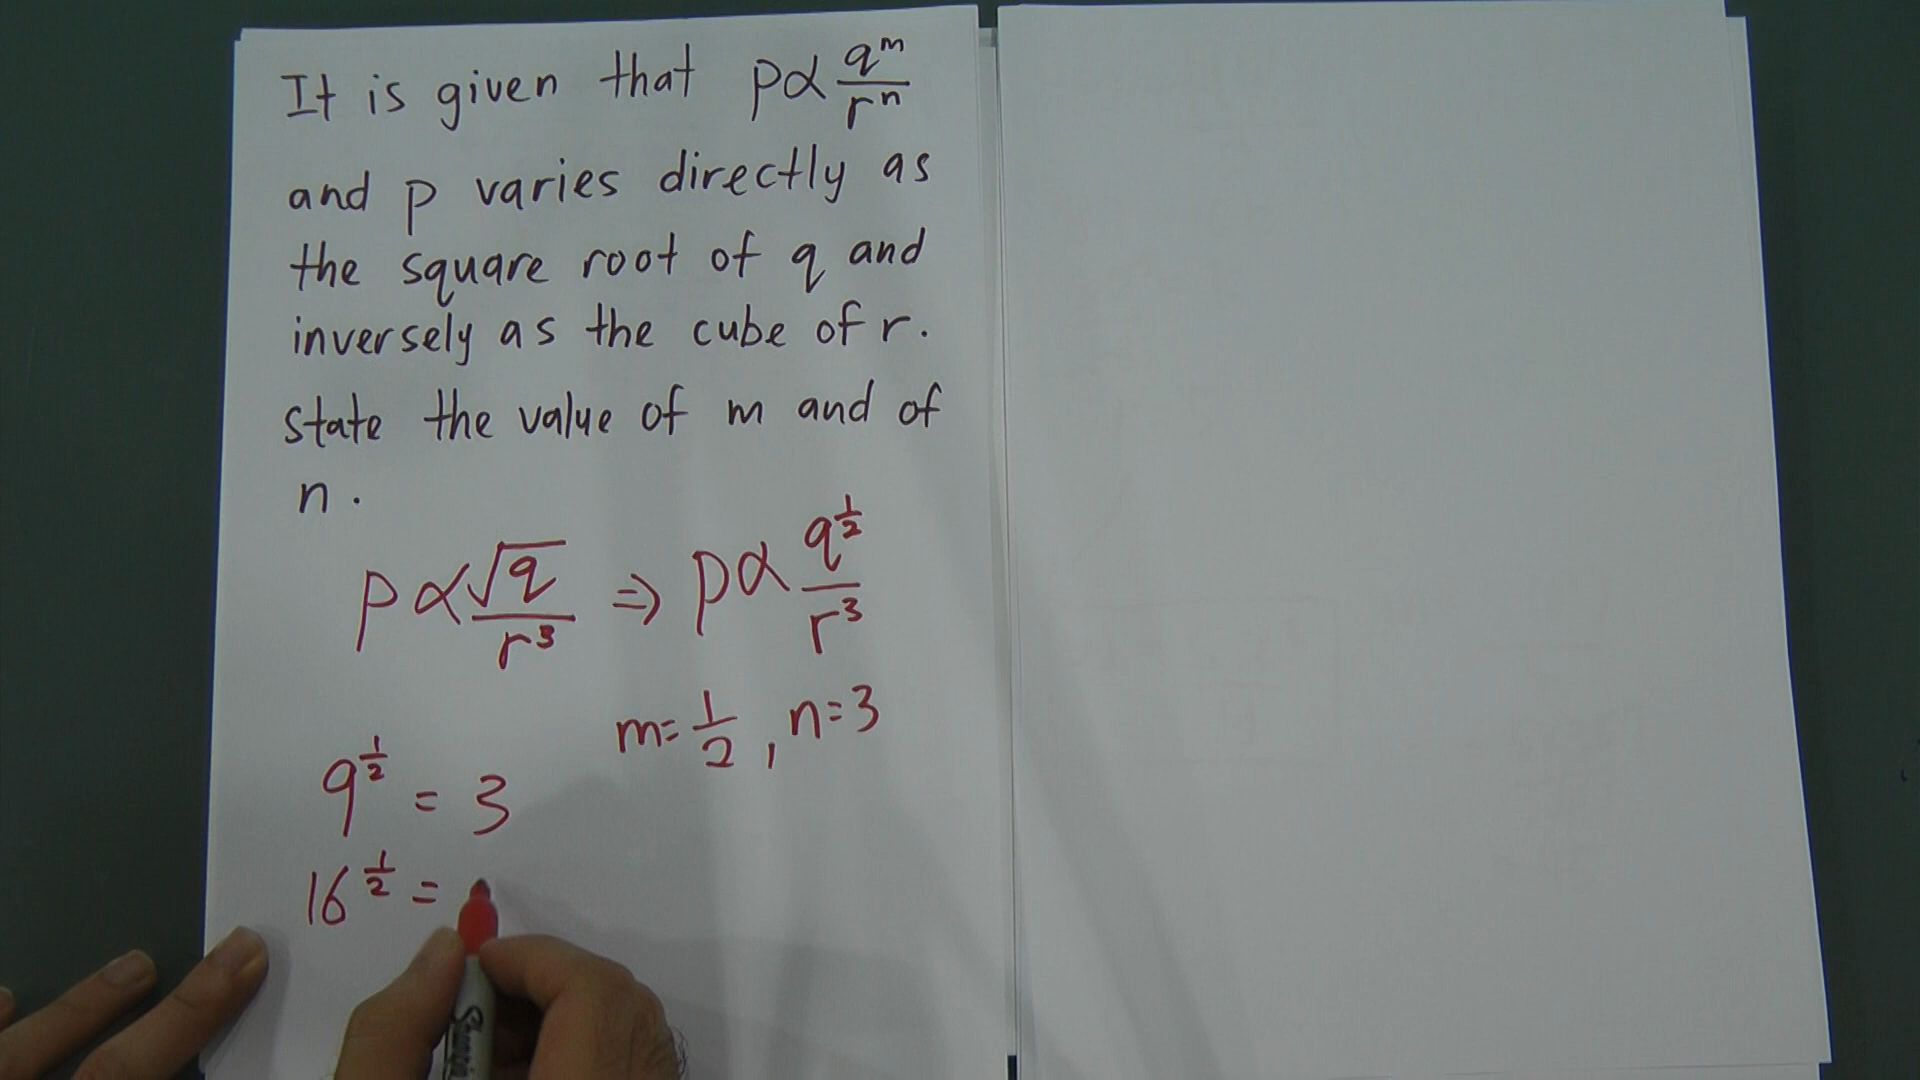 It is given that p∝ q^m/r^n
and p varies directly as
the square root of q and
inversely as the cube of r.
state the value of m and of
n.
p∝ √q/r³ ⇒ p∝ q^½/r³
m=1/2, n=3
9^½ = 3
16^½ =
Sharpie